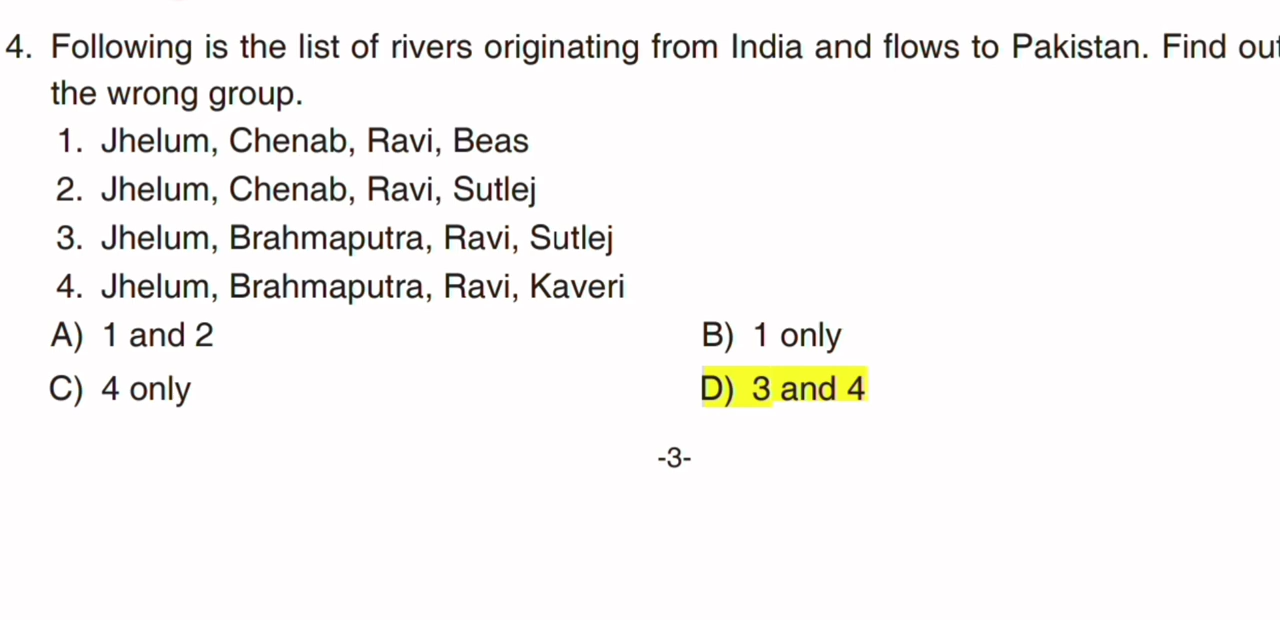 4. Following is the list of rivers originating from India and flows to Pakistan. Find out
the wrong group.
1. Jhelum, Chenab, Ravi, Beas
2. Jhelum, Chenab, Ravi, Sutlej
3. Jhelum, Brahmaputra, Ravi, Sutlej
4. Jhelum, Brahmaputra, Ravi, Kaveri
A) 1 and 2 B) 1 only
C) 4 only D) 3 and 4
-3-